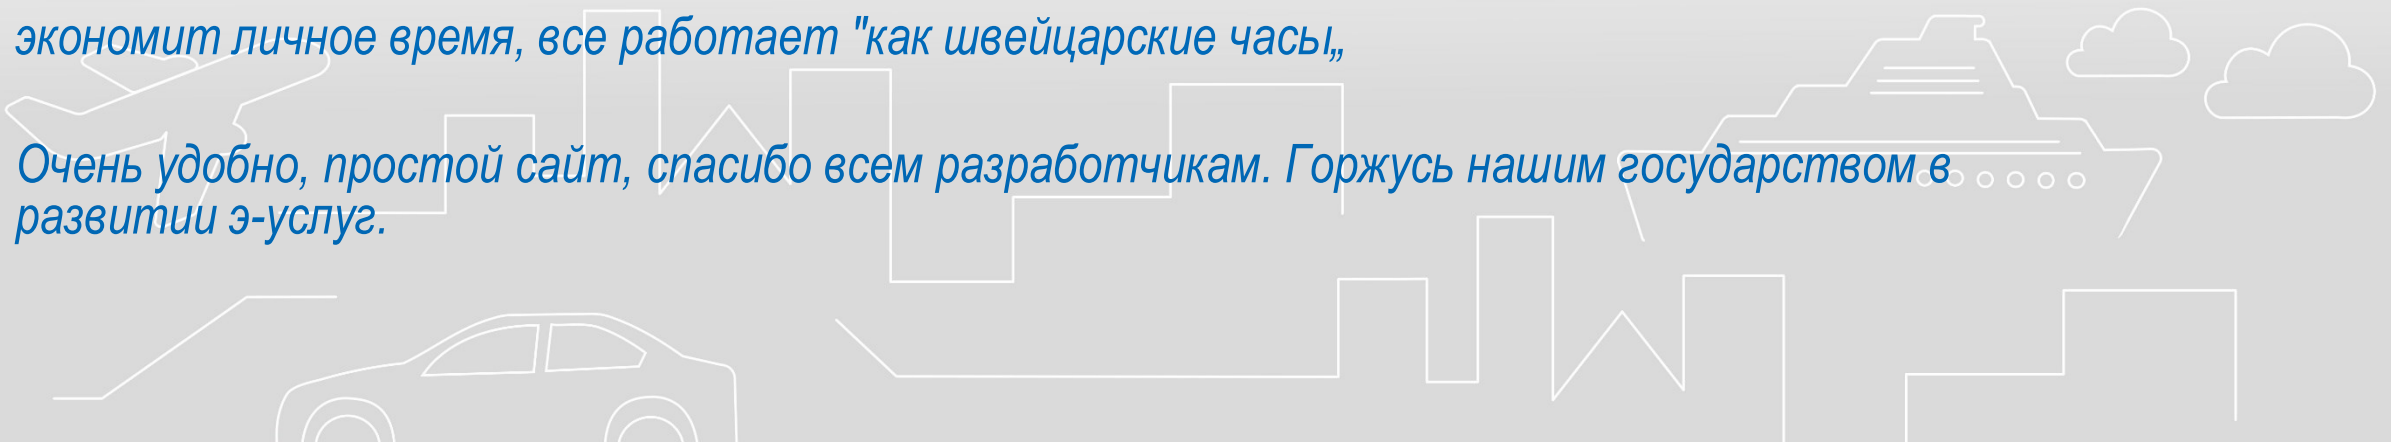 экономит личное время, все работает "как швейцарские часы„
Очень удобно, простой сайт, спасибо всем разработчикам. Горжусь нашим государством в
развитии э-услуг.